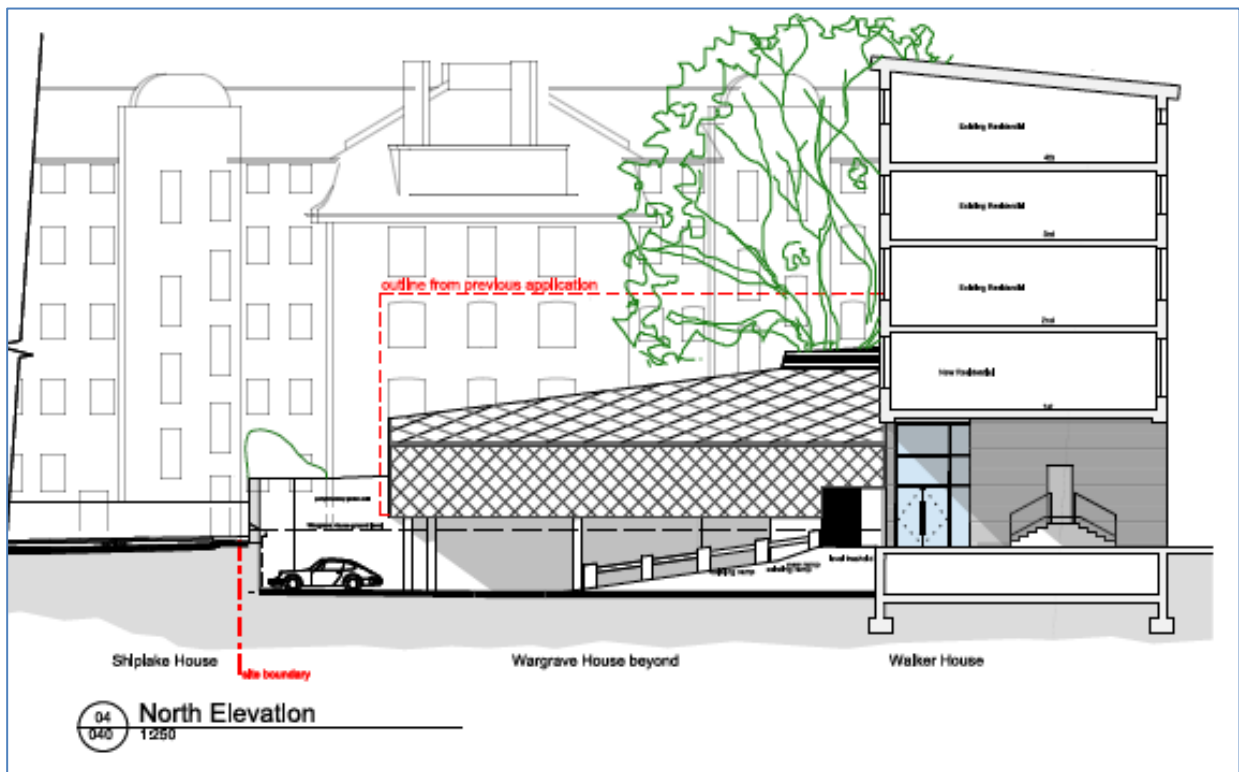 Existing Residential
4th
Existing Residential
3rd
Existing Residential
outline from previous application
2nd
New Residential
1st
Shiplake House
Wargrave House beyond
Walker House
site boundary
04
North Elevation
040
1:250